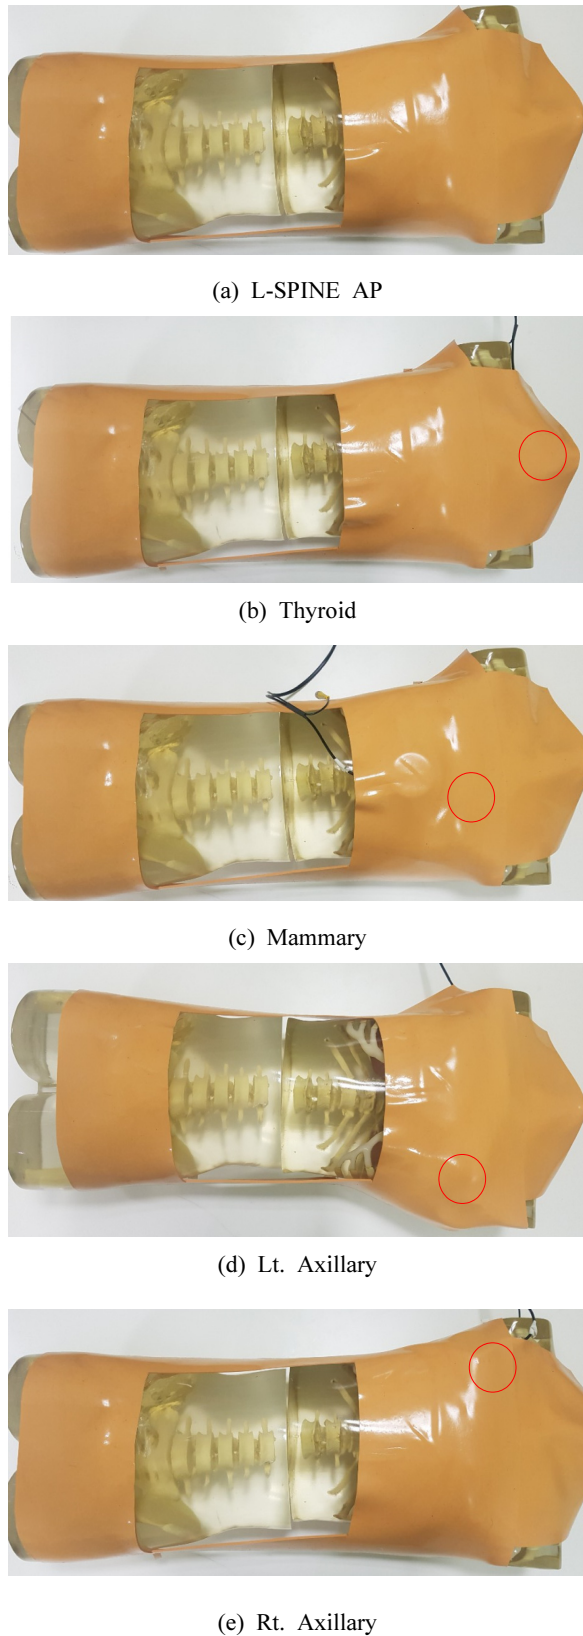 (a) L-SPINE AP
(b) Thyroid
(c) Mammary
(d) Lt. Axillary
(e) Rt. Axillary